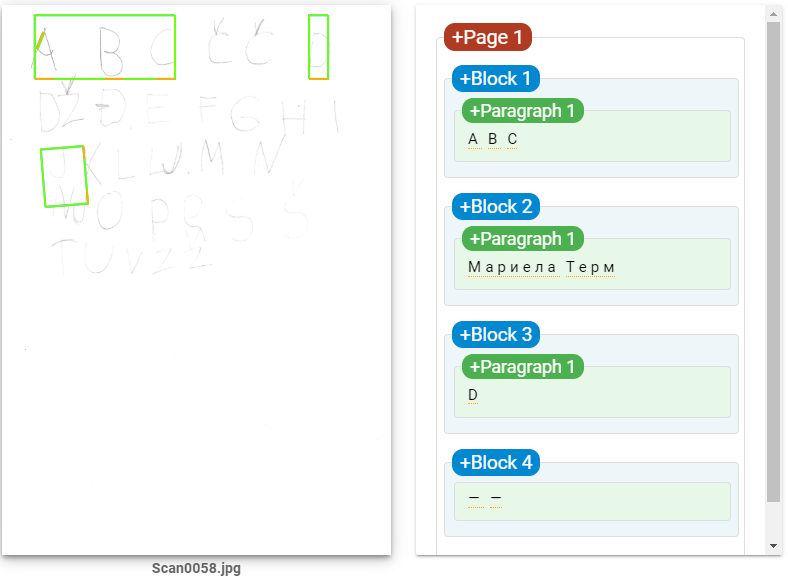 A B C Č Ć D
DŽ Đ E F G H I
J K L LJ M N
NJ O P R S Š
T U V Z Ž
Scan0058.jpg
+Page 1
+Block 1
+Paragraph 1
A B C
+Block 2
+Paragraph 1
Мариела Терм
+Block 3
+Paragraph 1
D
+Block 4
— —